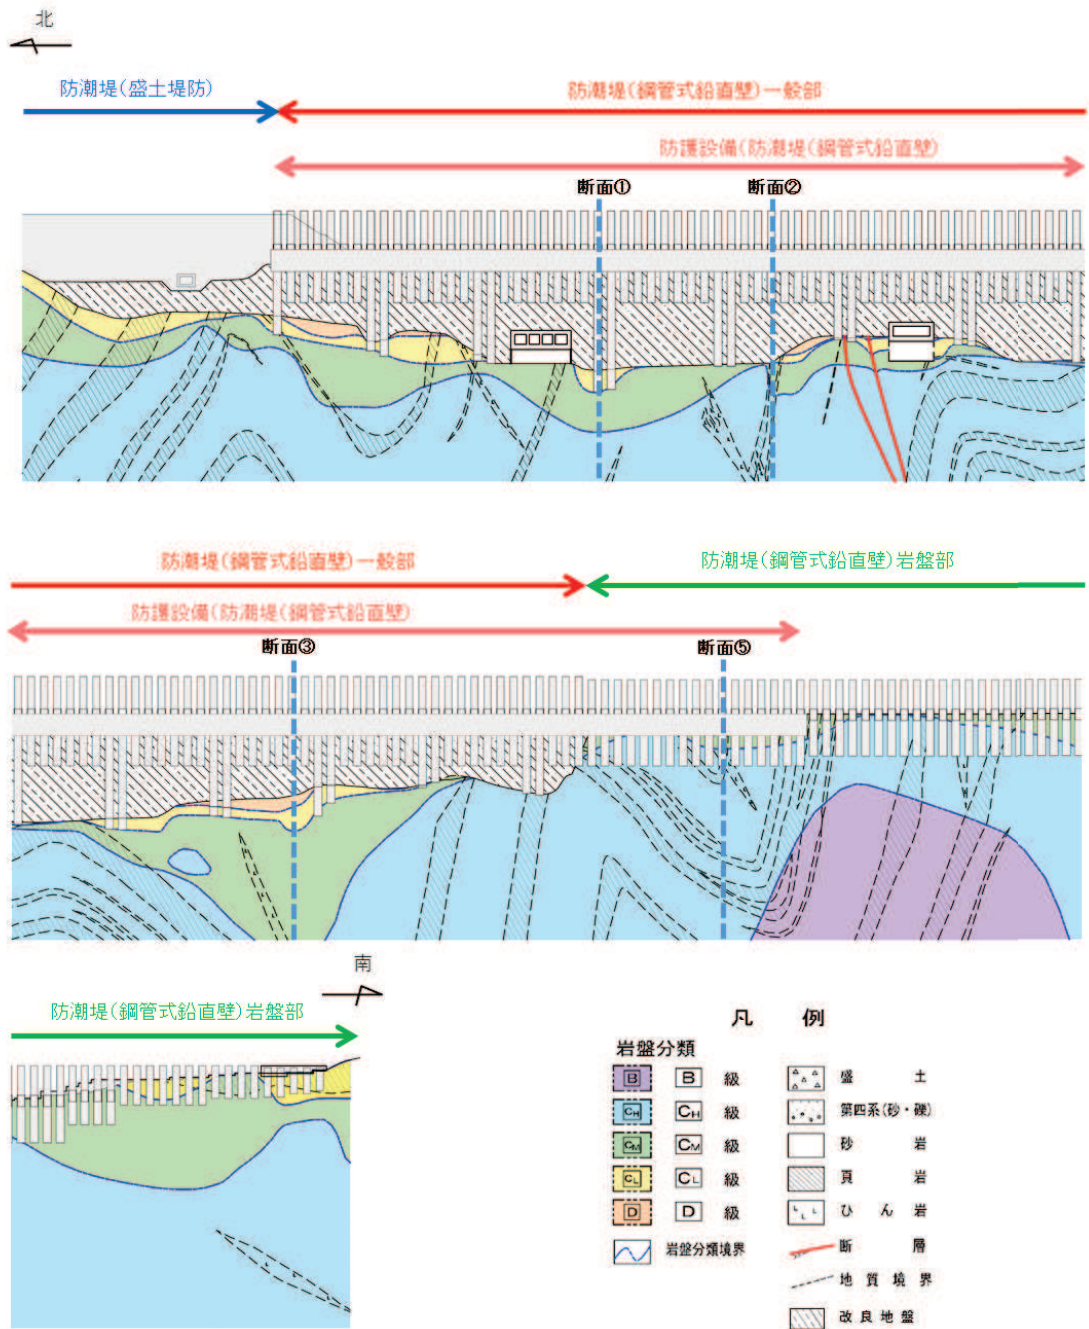 北
防潮堤(盛土堤防)
防潮堤(鋼管式鉛直壁)一般部
防護設備(防潮堤(鋼管式鉛直壁)
断面①
断面②
防潮堤(鋼管式鉛直壁)一般部
防潮堤(鋼管式鉛直壁)岩盤部
防護設備(防潮堤(鋼管式鉛直壁)
断面③
断面⑤
南
防潮堤(鋼管式鉛直壁)岩盤部
凡 例
岩盤分類
B B 級
CH CH 級
CM CM 級
CL CL 級
D D 級
岩盤分類境界
盛 土
第四系(砂・礫)
砂 岩
頁 岩
ひ ん 岩
断 層
地 質 境 界
改 良 地 盤